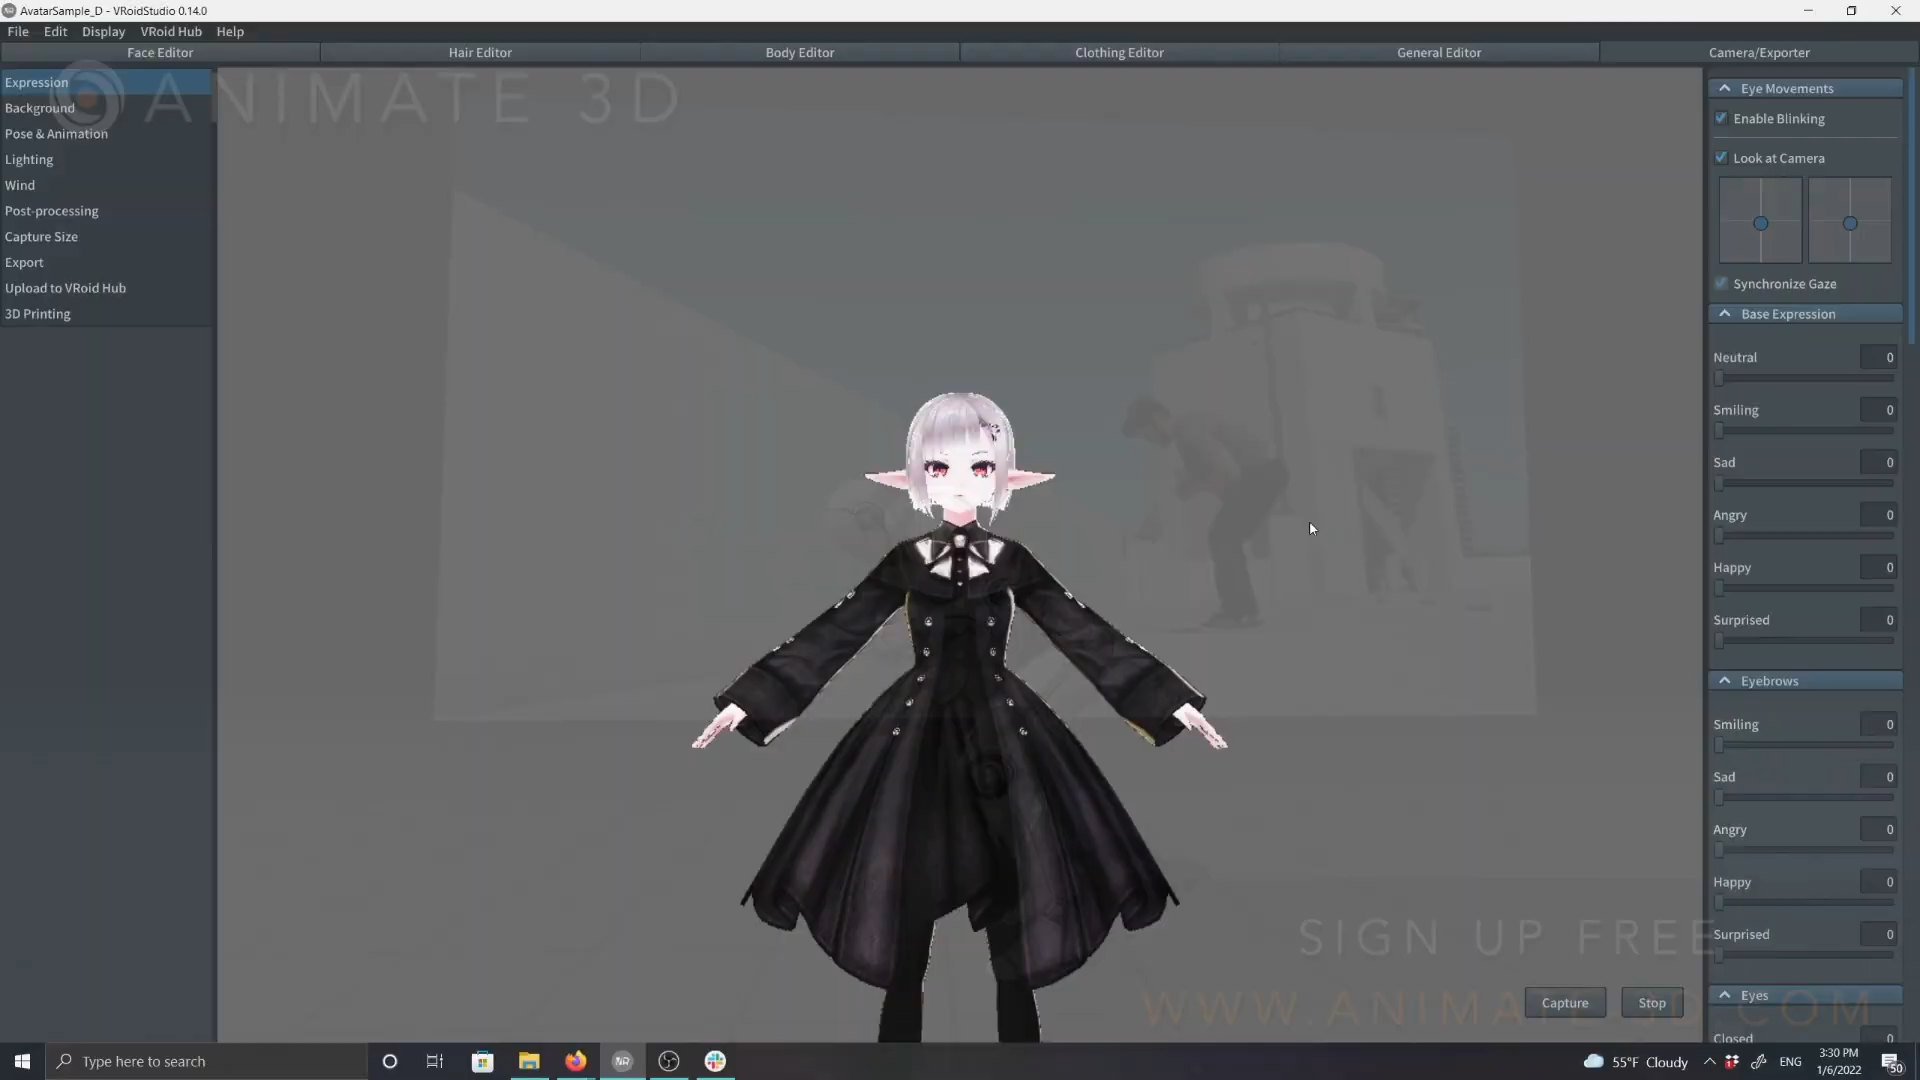 AvatarSample_D - VRoidStudio 0.14.0
File Edit Display VRoid Hub Help
Face Editor Hair Editor Body Editor Clothing Editor General Editor Camera/Exporter
Expression
Background
Pose & Animation
Lighting
Wind
Post-processing
Capture Size
Export
Upload to VRoid Hub
3D Printing
ANIMATE 3D
Eye Movements
Enable Blinking
Look at Camera
Synchronize Gaze
Base Expression
Neutral 0
Smiling 0
Sad 0
Angry 0
Happy 0
Surprised 0
Eyebrows
Smiling 0
Sad 0
Angry 0
Happy 0
Surprised 0
Eyes
Closed 0
SIGN UP FREE
WWW.ANIMATE-3D.COM
Capture Stop
Type here to search
55°F Cloudy
ENG
3:30 PM
1/6/2022
50